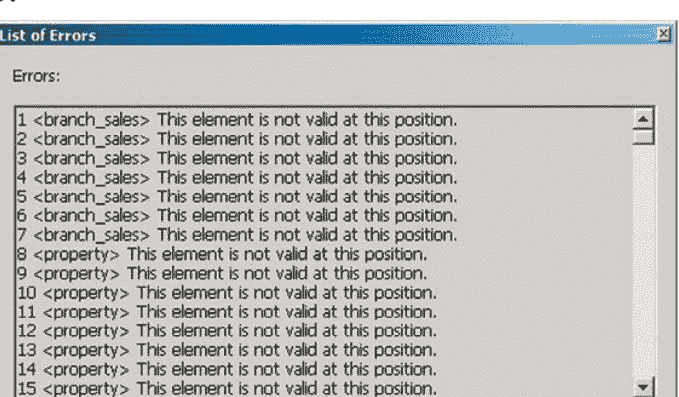 List of Errors
Errors:
1 <branch_sales> This element is not valid at this position.
2 <branch_sales> This element is not valid at this position.
3 <branch_sales> This element is not valid at this position.
4 <branch_sales> This element is not valid at this position.
5 <branch_sales> This element is not valid at this position.
6 <branch_sales> This element is not valid at this position.
7 <branch_sales> This element is not valid at this position.
8 <property> This element is not valid at this position.
9 <property> This element is not valid at this position.
10 <property> This element is not valid at this position.
11 <property> This element is not valid at this position.
12 <property> This element is not valid at this position.
13 <property> This element is not valid at this position.
14 <property> This element is not valid at this position.
15 <property> This element is not valid at this position.